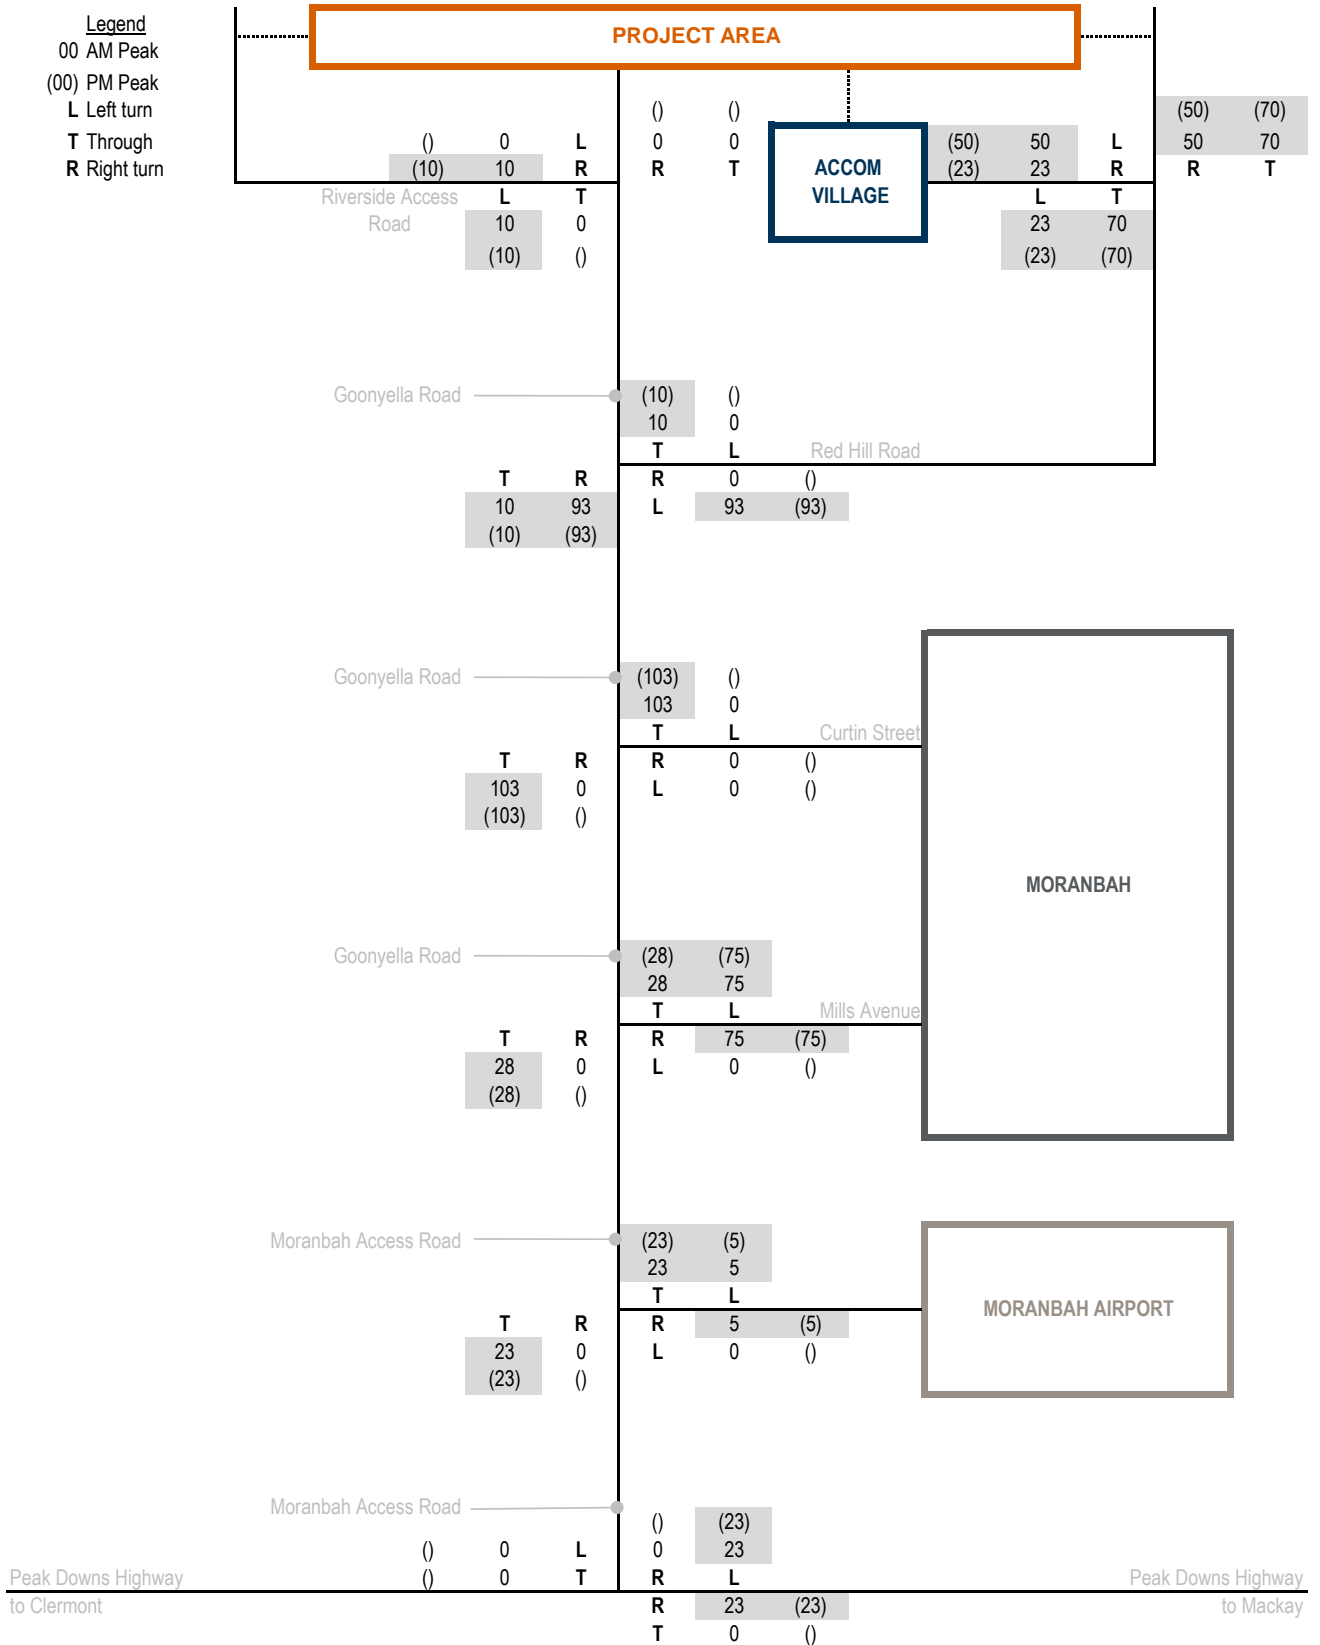 Legend
00 AM Peak
(00) PM Peak
L Left turn
T Through
R Right turn
PROJECT AREA
() ()
() 0 L 0 0
(10) 10 R R T
Riverside Access
Road
L T
10 0
(10) ()
ACCOM
VILLAGE
(50) 50 L
(23) 23 R
(50) (70)
50 70
R T
L T
23 70
(23) (70)
Goonyella Road
(10) ()
10 0
T L Red Hill Road
T R R 0 ()
10 93 L 93 (93)
(10) (93)
Goonyella Road
(103) ()
103 0
T L Curtin Street
T R R 0 ()
103 0 L 0 ()
(103) ()
MORANBAH
Goonyella Road
(28) (75)
28 75
T L Mills Avenue
T R R 75 (75)
28 0 L 0 ()
(28) ()
Moranbah Access Road
(23) (5)
23 5
T L
MORANBAH AIRPORT
T R R 5 (5)
23 0 L 0 ()
(23) ()
Moranbah Access Road
() (23)
() 0 L 0 23
Peak Downs Highway
to Clermont
() 0 T R L
Peak Downs Highway
to Mackay
R 23 (23)
T 0 ()